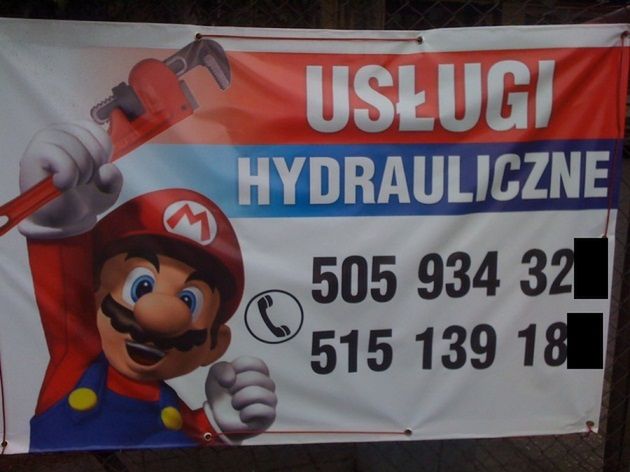 M
USŁUGI
HYDRAULICZNE
505 934 32
515 139 18